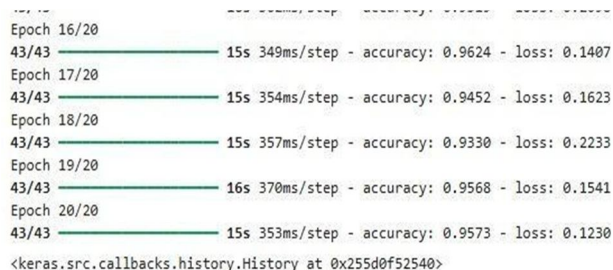 Epoch 16/20
43/43 15s 349ms/step - accuracy: 0.9624 - loss: 0.1407
Epoch 17/20
43/43 15s 354ms/step - accuracy: 0.9452 - loss: 0.1623
Epoch 18/20
43/43 15s 357ms/step - accuracy: 0.9330 - loss: 0.2233
Epoch 19/20
43/43 16s 370ms/step - accuracy: 0.9568 - loss: 0.1541
Epoch 20/20
43/43 15s 353ms/step - accuracy: 0.9573 - loss: 0.1230
<keras.src.callbacks.history.History at 0x255d0f52540>